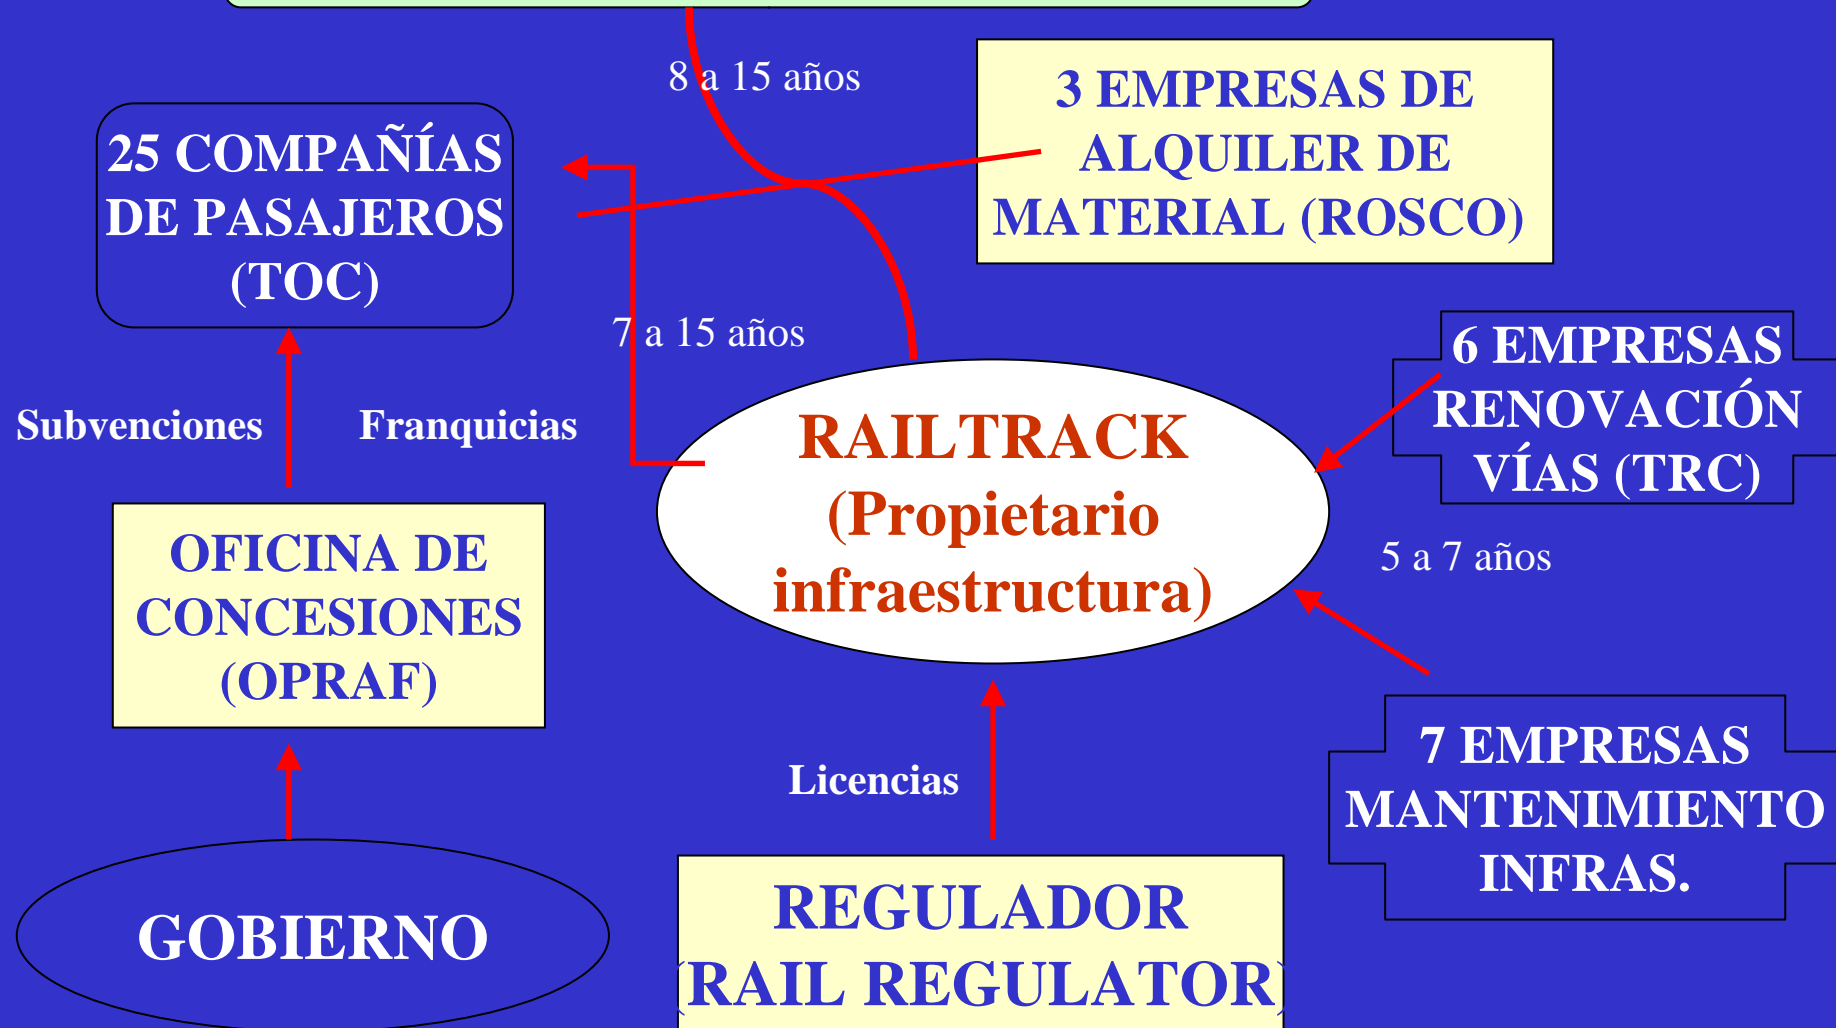 8 a 15 años
3 EMPRESAS DE
ALQUILER DE
MATERIAL (ROSCO)
25 COMPAÑÍAS
DE PASAJEROS
(TOC)
7 a 15 años
6 EMPRESAS
RENOVACIÓN
VÍAS (TRC)
Subvenciones
Franquicias
RAILTRACK
(Propietario
infraestructura)
5 a 7 años
OFICINA DE
CONCESIONES
(OPRAF)
7 EMPRESAS
MANTENIMIENTO
INFRAS.
Licencias
GOBIERNO
REGULADOR
(RAIL REGULATOR)